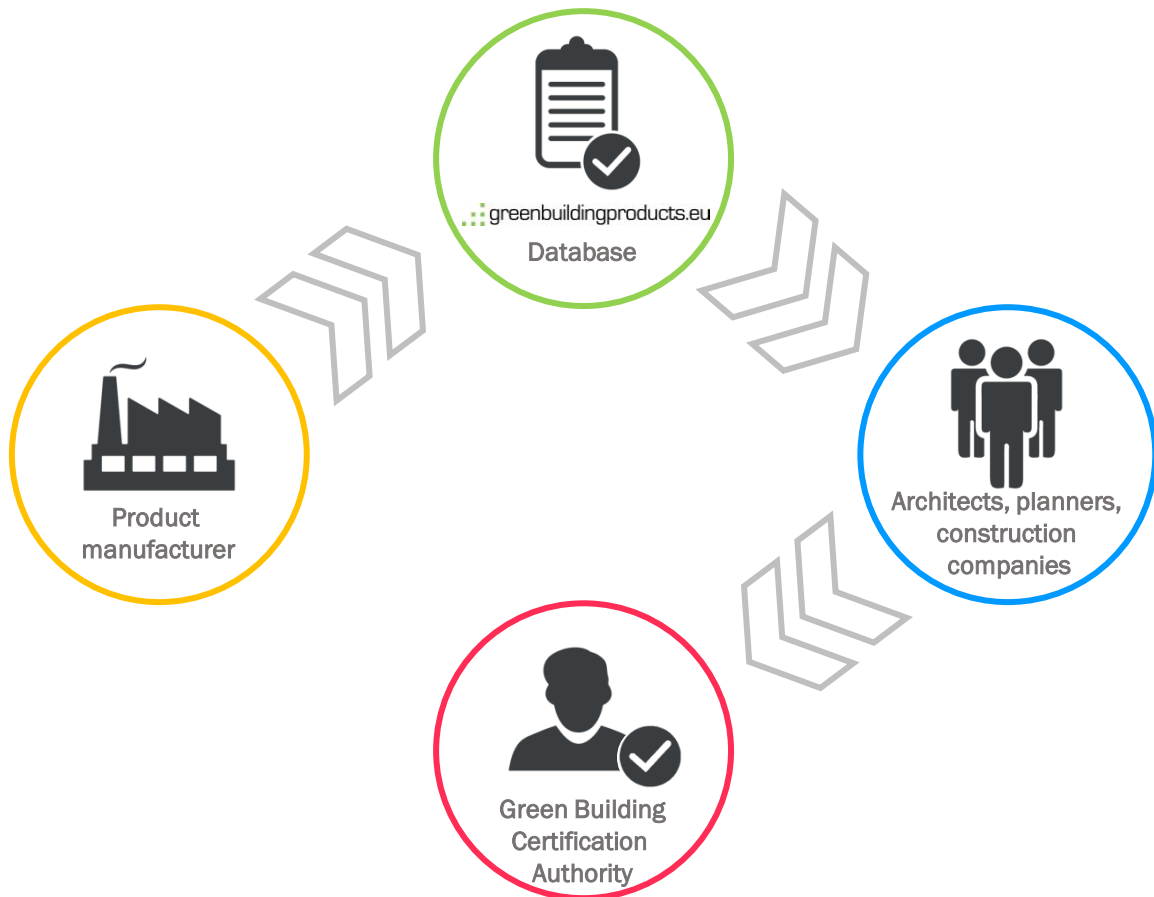 greenbuildingproducts.eu
Database
Product
manufacturer
Architects, planners,
construction
companies
Green Building
Certification
Authority